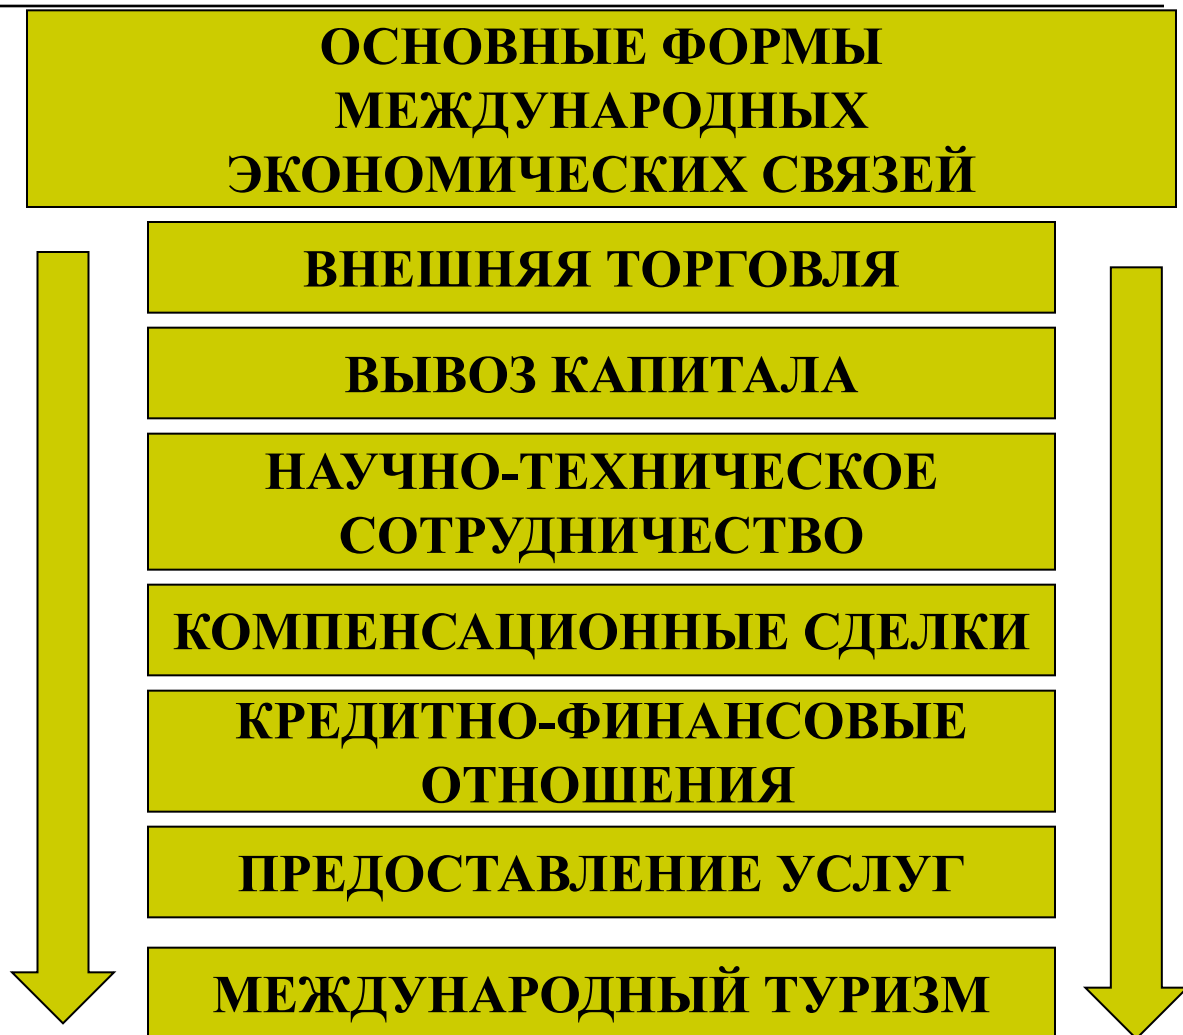 ОСНОВНЫЕ ФОРМЫ
МЕЖДУНАРОДНЫХ
ЭКОНОМИЧЕСКИХ СВЯЗЕЙ
ВНЕШНЯЯ ТОРГОВЛЯ
ВЫВОЗ КАПИТАЛА
НАУЧНО-ТЕХНИЧЕСКОЕ
СОТРУДНИЧЕСТВО
КОМПЕНСАЦИОННЫЕ СДЕЛКИ
КРЕДИТНО-ФИНАНСОВЫЕ
ОТНОШЕНИЯ
ПРЕДОСТАВЛЕНИЕ УСЛУГ
МЕЖДУНАРОДНЫЙ ТУРИЗМ